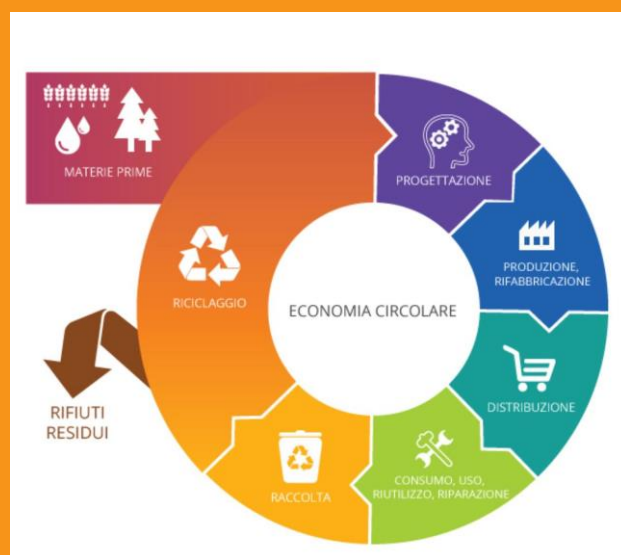 MATERIE PRIME
PROGETTAZIONE
PRODUZIONE,
RIFABBRICAZIONE
RICICLAGGIO
ECONOMIA CIRCOLARE
DISTRIBUZIONE
RIFIUTI
RESIDUI
CONSUMO, USO,
RIUTILIZZO, RIPARAZIONE
RACCOLTA